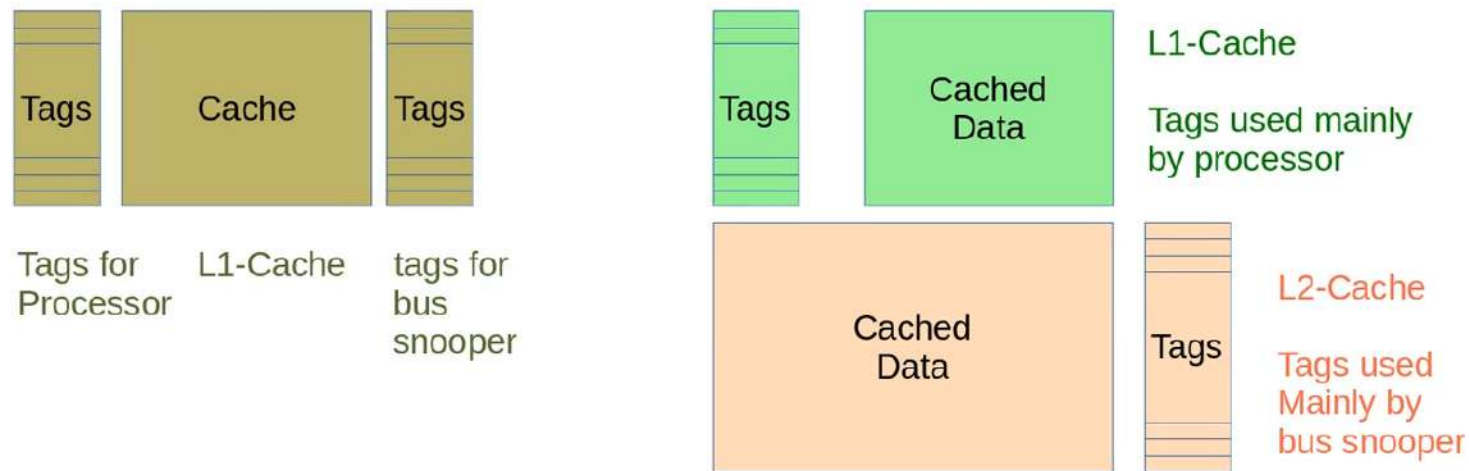 Tags
Cache
Tags
Tags for
Processor
L1-Cache
tags for
bus
snooper
Tags
Cached
Data
L1-Cache
Tags used mainly
by processor
Cached
Data
Tags
L2-Cache
Tags used
Mainly by
bus snooper